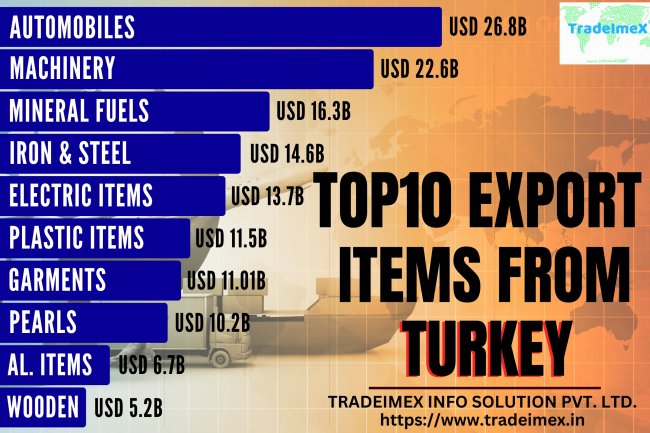 AUTOMOBILES USD 26.8B
MACHINERY USD 22.6B
MINERAL FUELS USD 16.3B
IRON & STEEL USD 14.6B
ELECTRIC ITEMS USD 13.7B
PLASTIC ITEMS USD 11.5B
GARMENTS USD 11.01B
PEARLS USD 10.2B
AL. ITEMS USD 6.7B
WOODEN USD 5.2B
TradeImeX
TOP10 EXPORT
ITEMS FROM
TURKEY
TRADEIMEX INFO SOLUTION PVT. LTD.
https://www.tradeimex.in